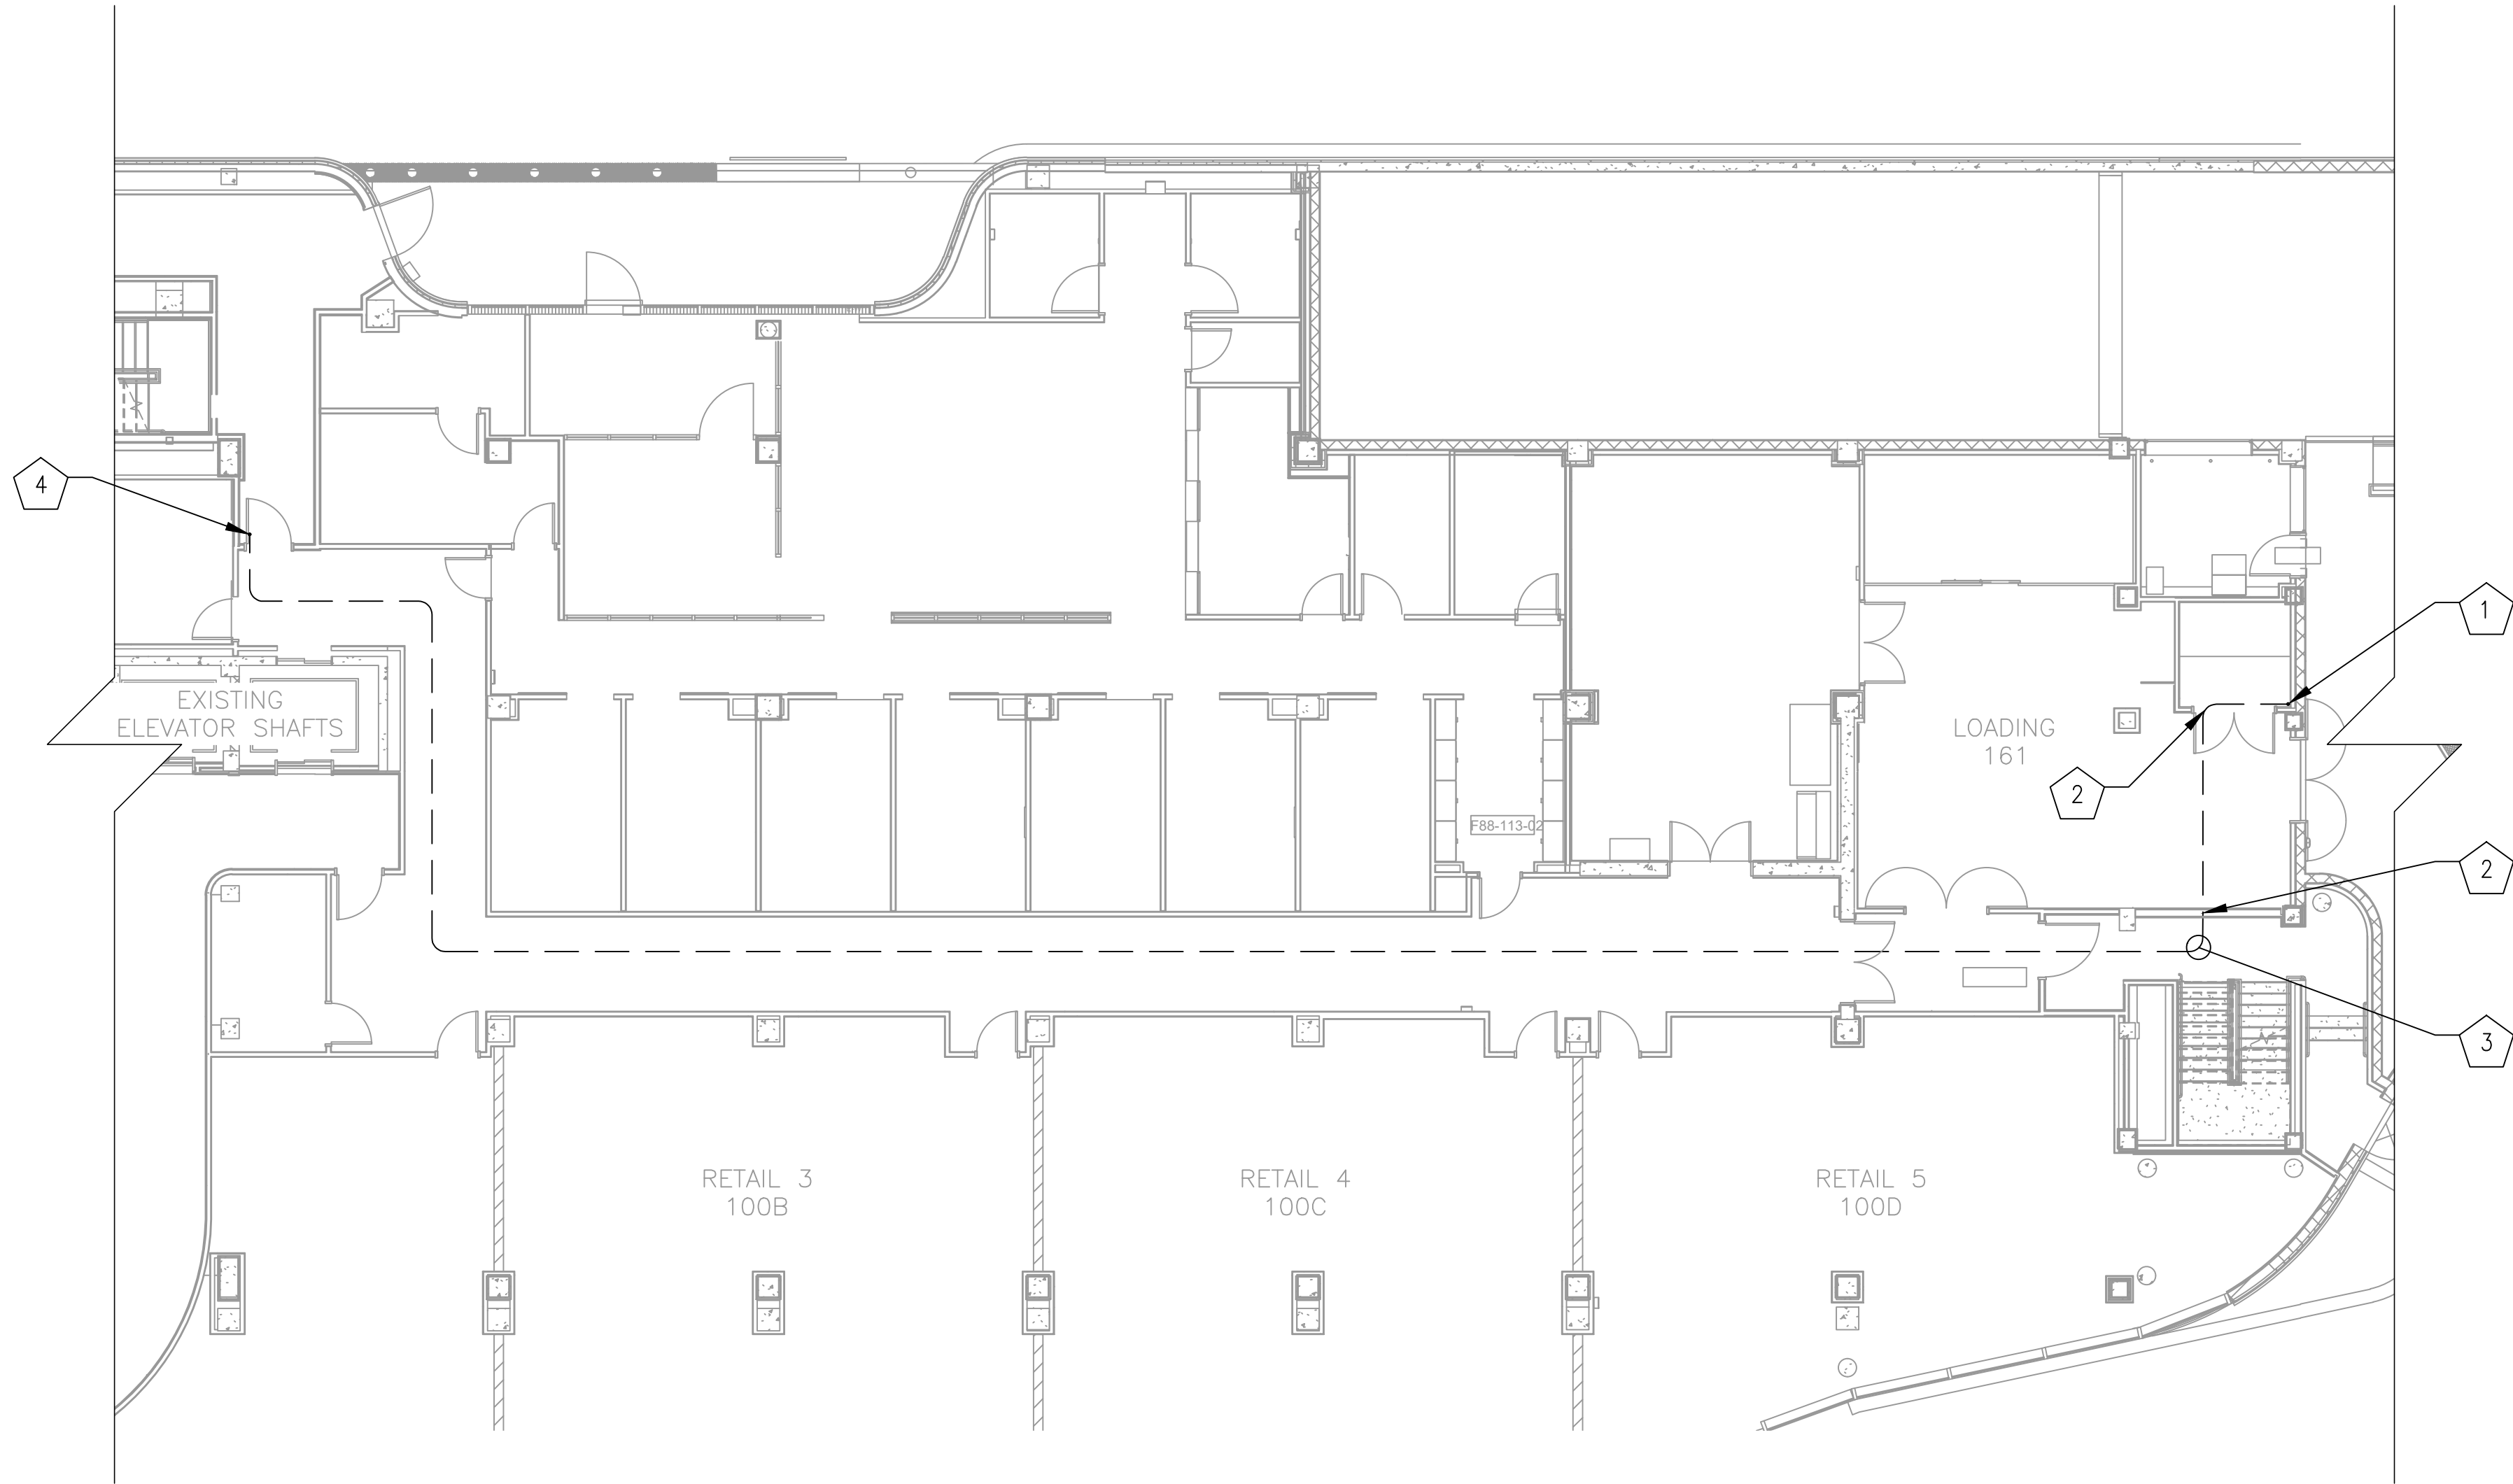 4
1
EXISTING
ELEVATOR SHAFTS
LOADING
161
2
F88-113-02
2
3
RETAIL 3
100B
RETAIL 4
100C
RETAIL 5
100D